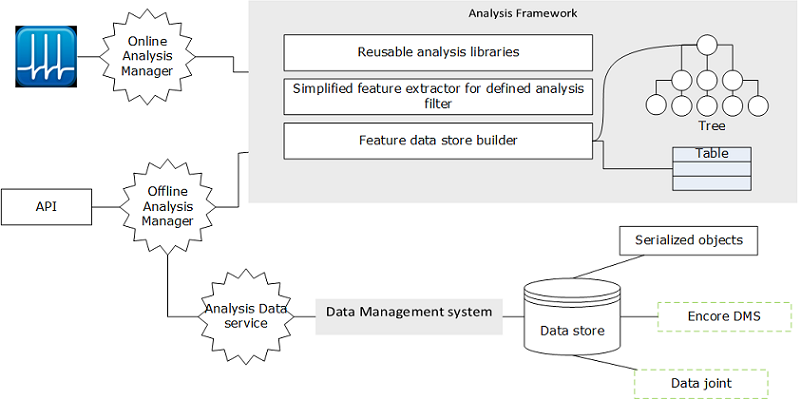 Analysis Framework
Online
Analysis
Manager
Reusable analysis libraries
Simplified feature extractor for defined analysis
filter
Feature data store builder
Tree
Table
API
Offline
Analysis
Manager
Serialized objects
Analysis Data
service
Data Management system
Data store
Encore DMS
Data joint